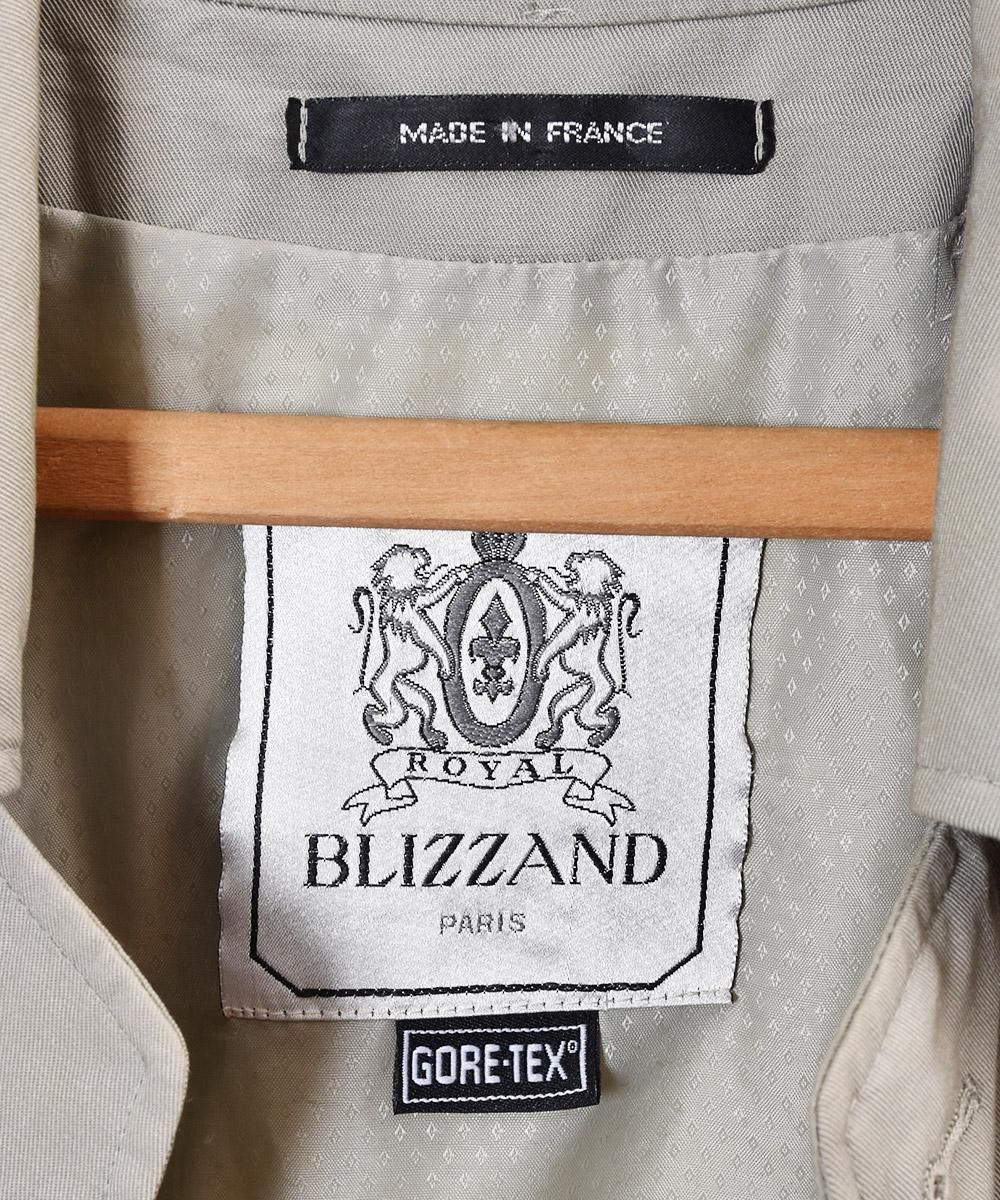 MADE IN FRANCE
ROYAL
BLIZZAND
PARIS
GORE-TEX®